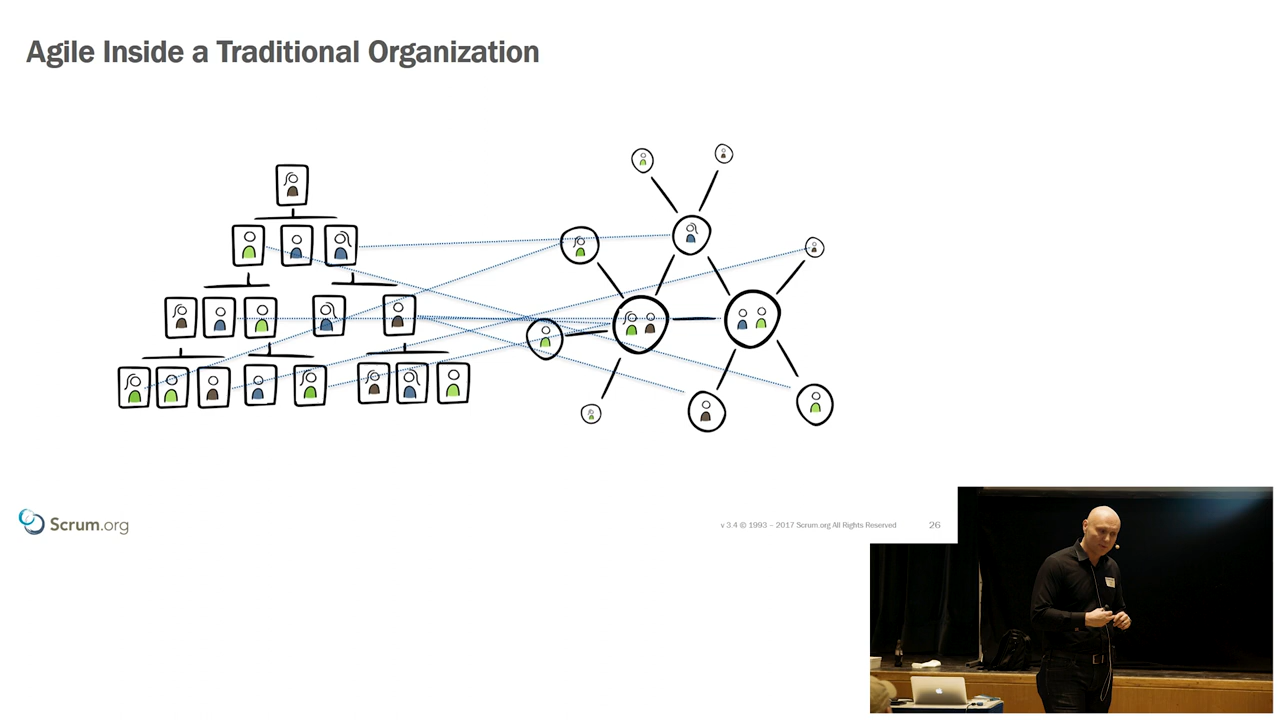 Agile Inside a Traditional Organization
Scrum.org
v 3.4 © 1993 – 2017 Scrum.org All Rights Reserved
26